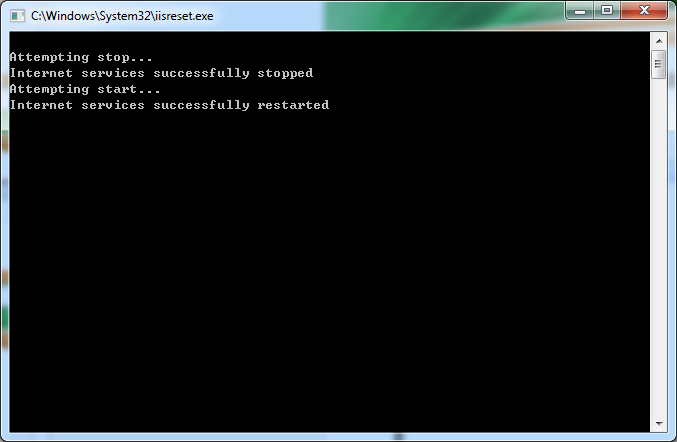 C:\Windows\System32\iisreset.exe
Attempting stop...
Internet services successfully stopped
Attempting start...
Internet services successfully restarted